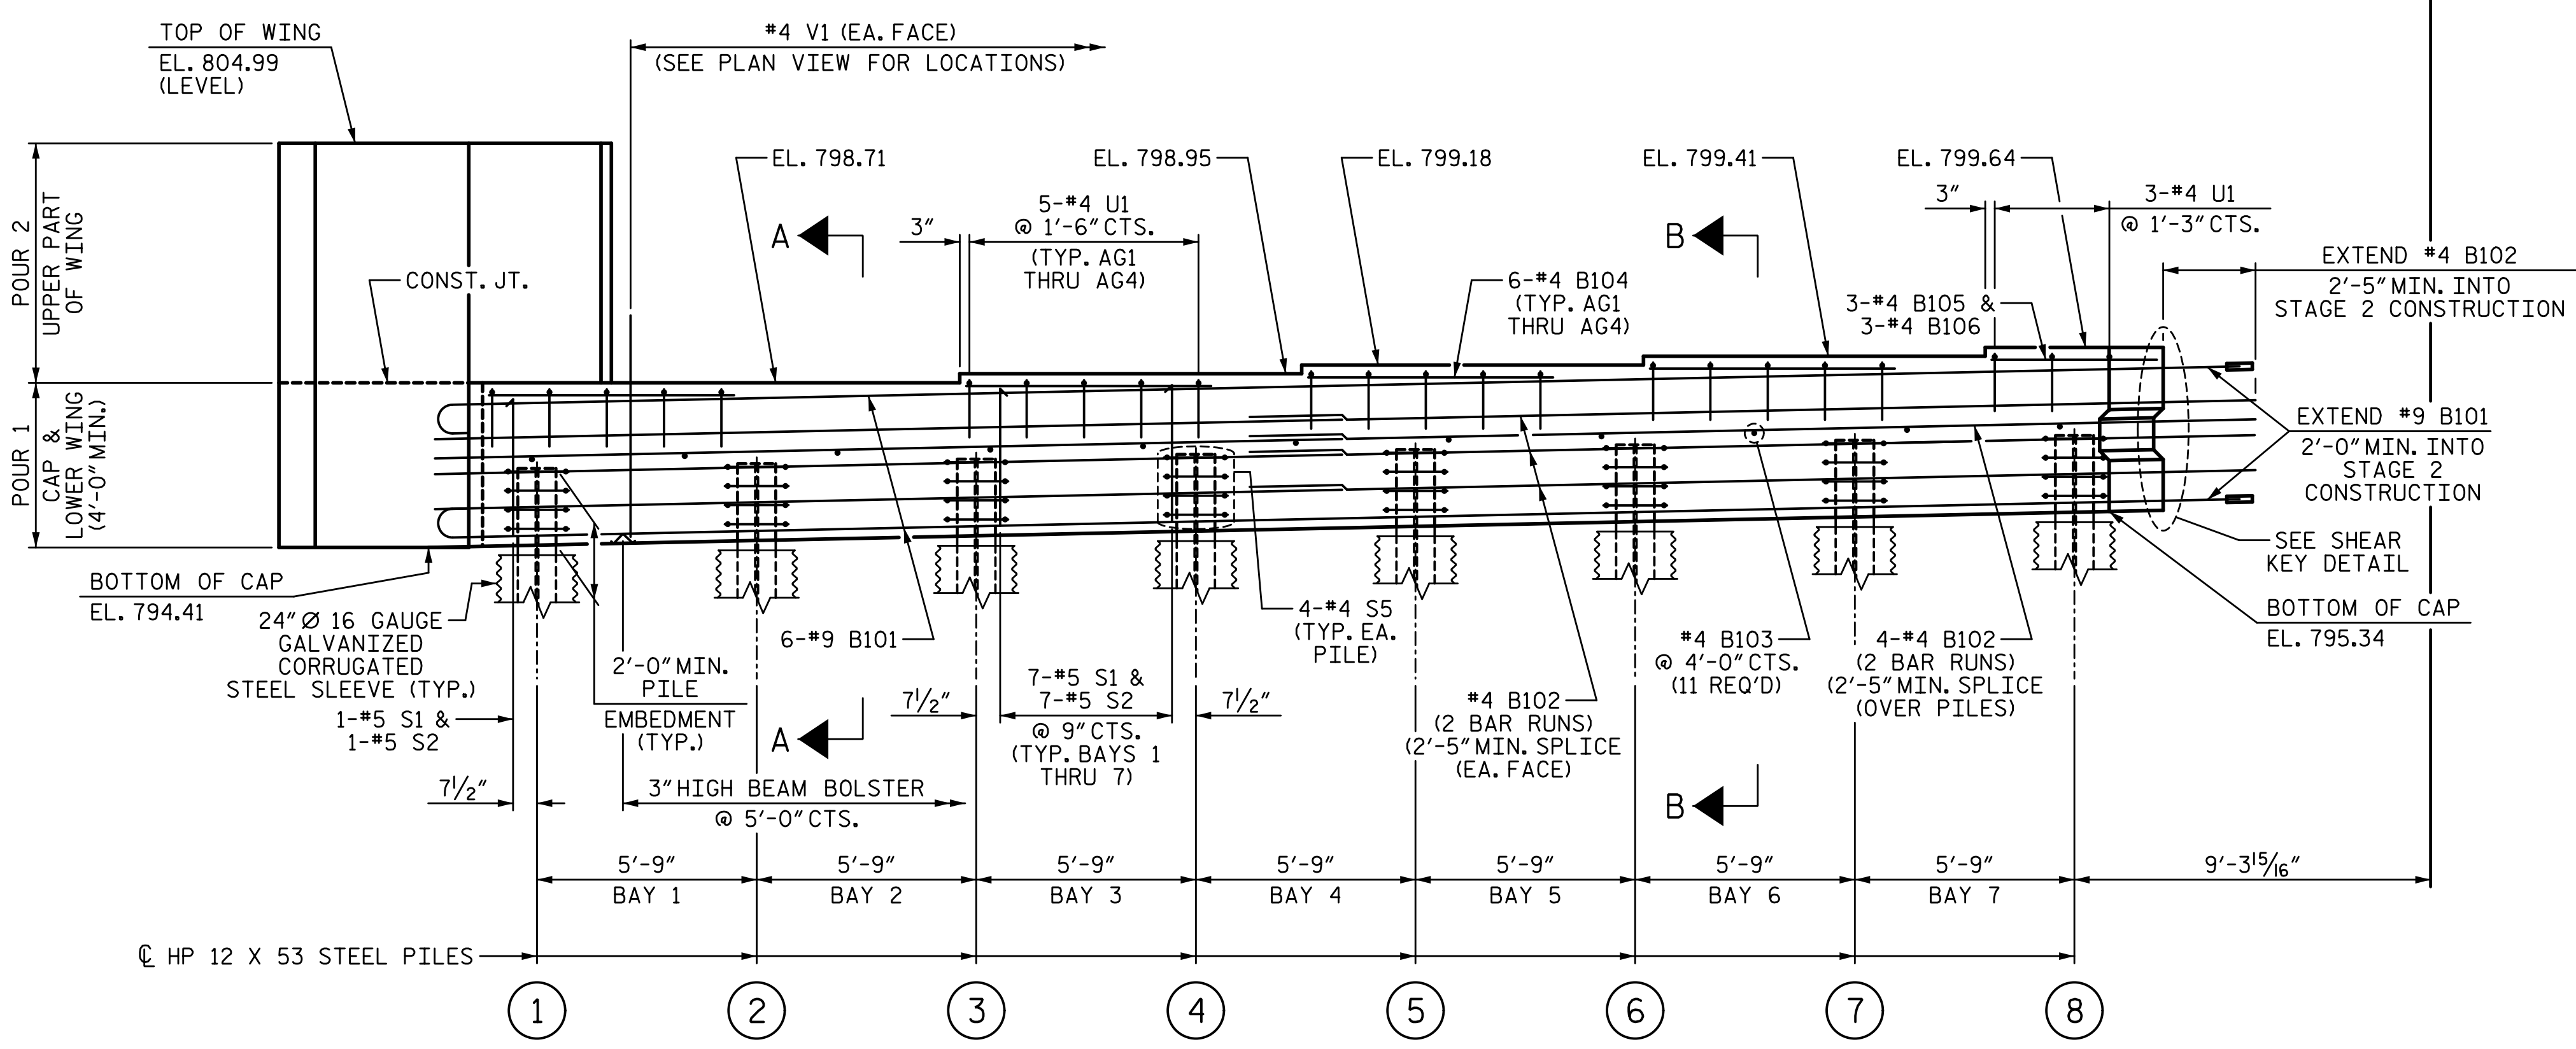 TOP OF WING
EL. 804.99
(LEVEL)
#4 V1 (EA. FACE)
(SEE PLAN VIEW FOR LOCATIONS)
EL. 798.71
EL. 798.95
EL. 799.18
EL. 799.41
EL. 799.64
POUR 2
UPPER PART
OF WING
POUR 1
CAP &
LOWER WING
(4'-0" MIN.)
CONST. JT.
A
3"
5-#4 U1
@ 1'-6" CTS.
(TYP. AG1
THRU AG4)
B
6-#4 B104
(TYP. AG1
THRU AG4)
3"
3-#4 U1
@ 1'-3" CTS.
3-#4 B105 &
3-#4 B106
EXTEND #4 B102
2'-5" MIN. INTO
STAGE 2 CONSTRUCTION
EXTEND #9 B101
2'-0" MIN. INTO
STAGE 2
CONSTRUCTION
SEE SHEAR
KEY DETAIL
BOTTOM OF CAP
EL. 795.34
BOTTOM OF CAP
EL. 794.41
24" Ø 16 GAUGE
GALVANIZED
CORRUGATED
STEEL SLEEVE (TYP.)
1-#5 S1 &
1-#5 S2
7½"
2'-0" MIN.
PILE
EMBEDMENT
(TYP.)
6-#9 B101
A
3" HIGH BEAM BOLSTER
@ 5'-0" CTS.
7½"
7-#5 S1 &
7-#5 S2
@ 9" CTS.
(TYP. BAYS 1
THRU 7)
7½"
4-#4 S5
(TYP. EA.
PILE)
#4 B102
(2 BAR RUNS)
(2'-5" MIN. SPLICE
(EA. FACE)
#4 B103
@ 4'-0" CTS.
(11 REQ'D)
4-#4 B102
(2 BAR RUNS)
(2'-5" MIN. SPLICE
(OVER PILES)
B
5'-9"
BAY 1
5'-9"
BAY 2
5'-9"
BAY 3
5'-9"
BAY 4
5'-9"
BAY 5
5'-9"
BAY 6
5'-9"
BAY 7
9'-3 15/16"
℄ HP 12 X 53 STEEL PILES
1 2 3 4 5 6 7 8